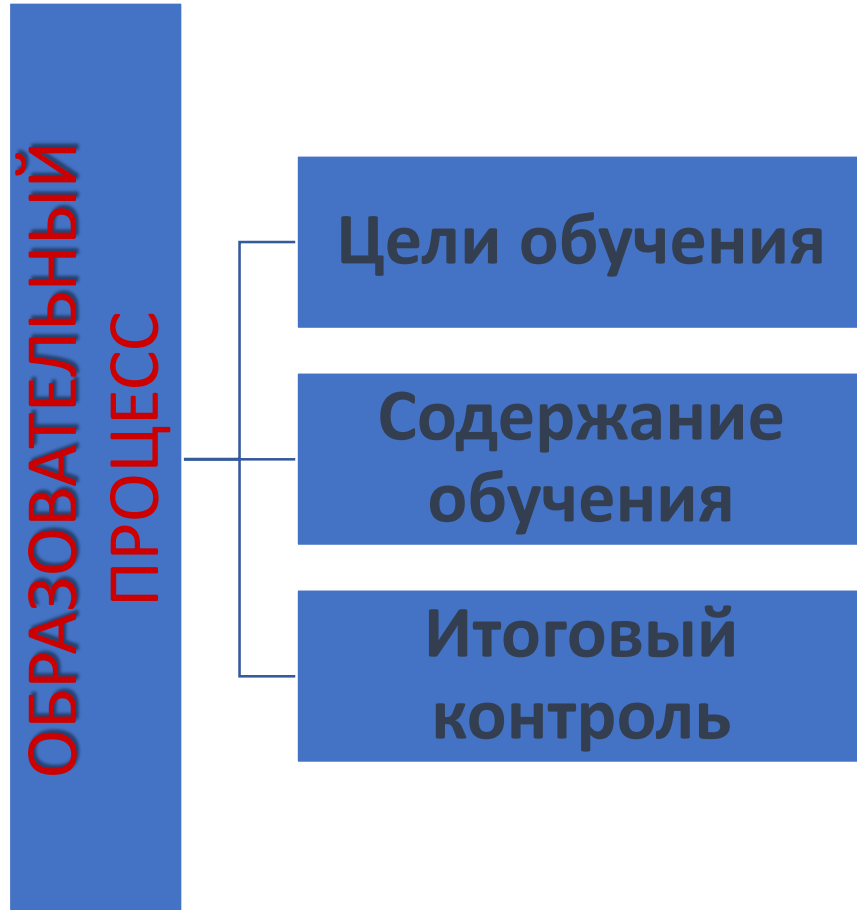 ОБРАЗОВАТЕЛЬНЫЙ
ПРОЦЕСС
Цели обучения
Содержание
обучения
Итоговый
контроль